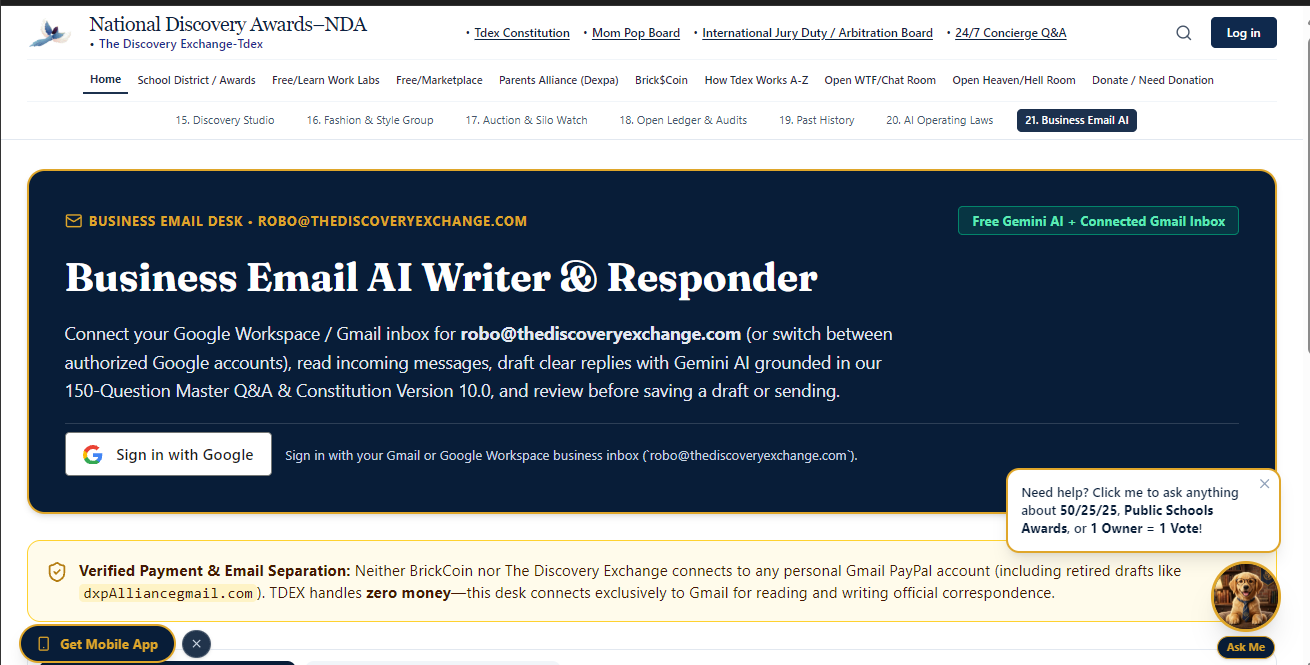 National Discovery Awards—NDA
• The Discovery Exchange-Tdex
• Tdex Constitution • Mom Pop Board • International Jury Duty / Arbitration Board • 24/7 Concierge Q&A
Log in
Home School District / Awards Free/Learn Work Labs Free/Marketplace Parents Alliance (Dexpa) Brick$Coin How Tdex Works A-Z Open WTF/Chat Room Open Heaven/Hell Room Donate / Need Donation
15. Discovery Studio 16. Fashion & Style Group 17. Auction & Silo Watch 18. Open Ledger & Audits 19. Past History 20. AI Operating Laws 21. Business Email AI
BUSINESS EMAIL DESK • ROBO@THEDISCOVERYEXCHANGE.COM
Free Gemini AI + Connected Gmail Inbox
Business Email AI Writer & Responder
Connect your Google Workspace / Gmail inbox for robo@thediscoveryexchange.com (or switch between
authorized Google accounts), read incoming messages, draft clear replies with Gemini AI grounded in our
150-Question Master Q&A & Constitution Version 10.0, and review before saving a draft or sending.
Sign in with Google
Sign in with your Gmail or Google Workspace business inbox (`robo@thediscoveryexchange.com`).
Need help? Click me to ask anything
about 50/25/25, Public Schools
Awards, or 1 Owner = 1 Vote!
Verified Payment & Email Separation: Neither BrickCoin nor The Discovery Exchange connects to any personal Gmail PayPal account (including retired drafts like
dxpAlliancegmail.com). TDEX handles zero money—this desk connects exclusively to Gmail for reading and writing official correspondence.
Get Mobile App
Ask Me